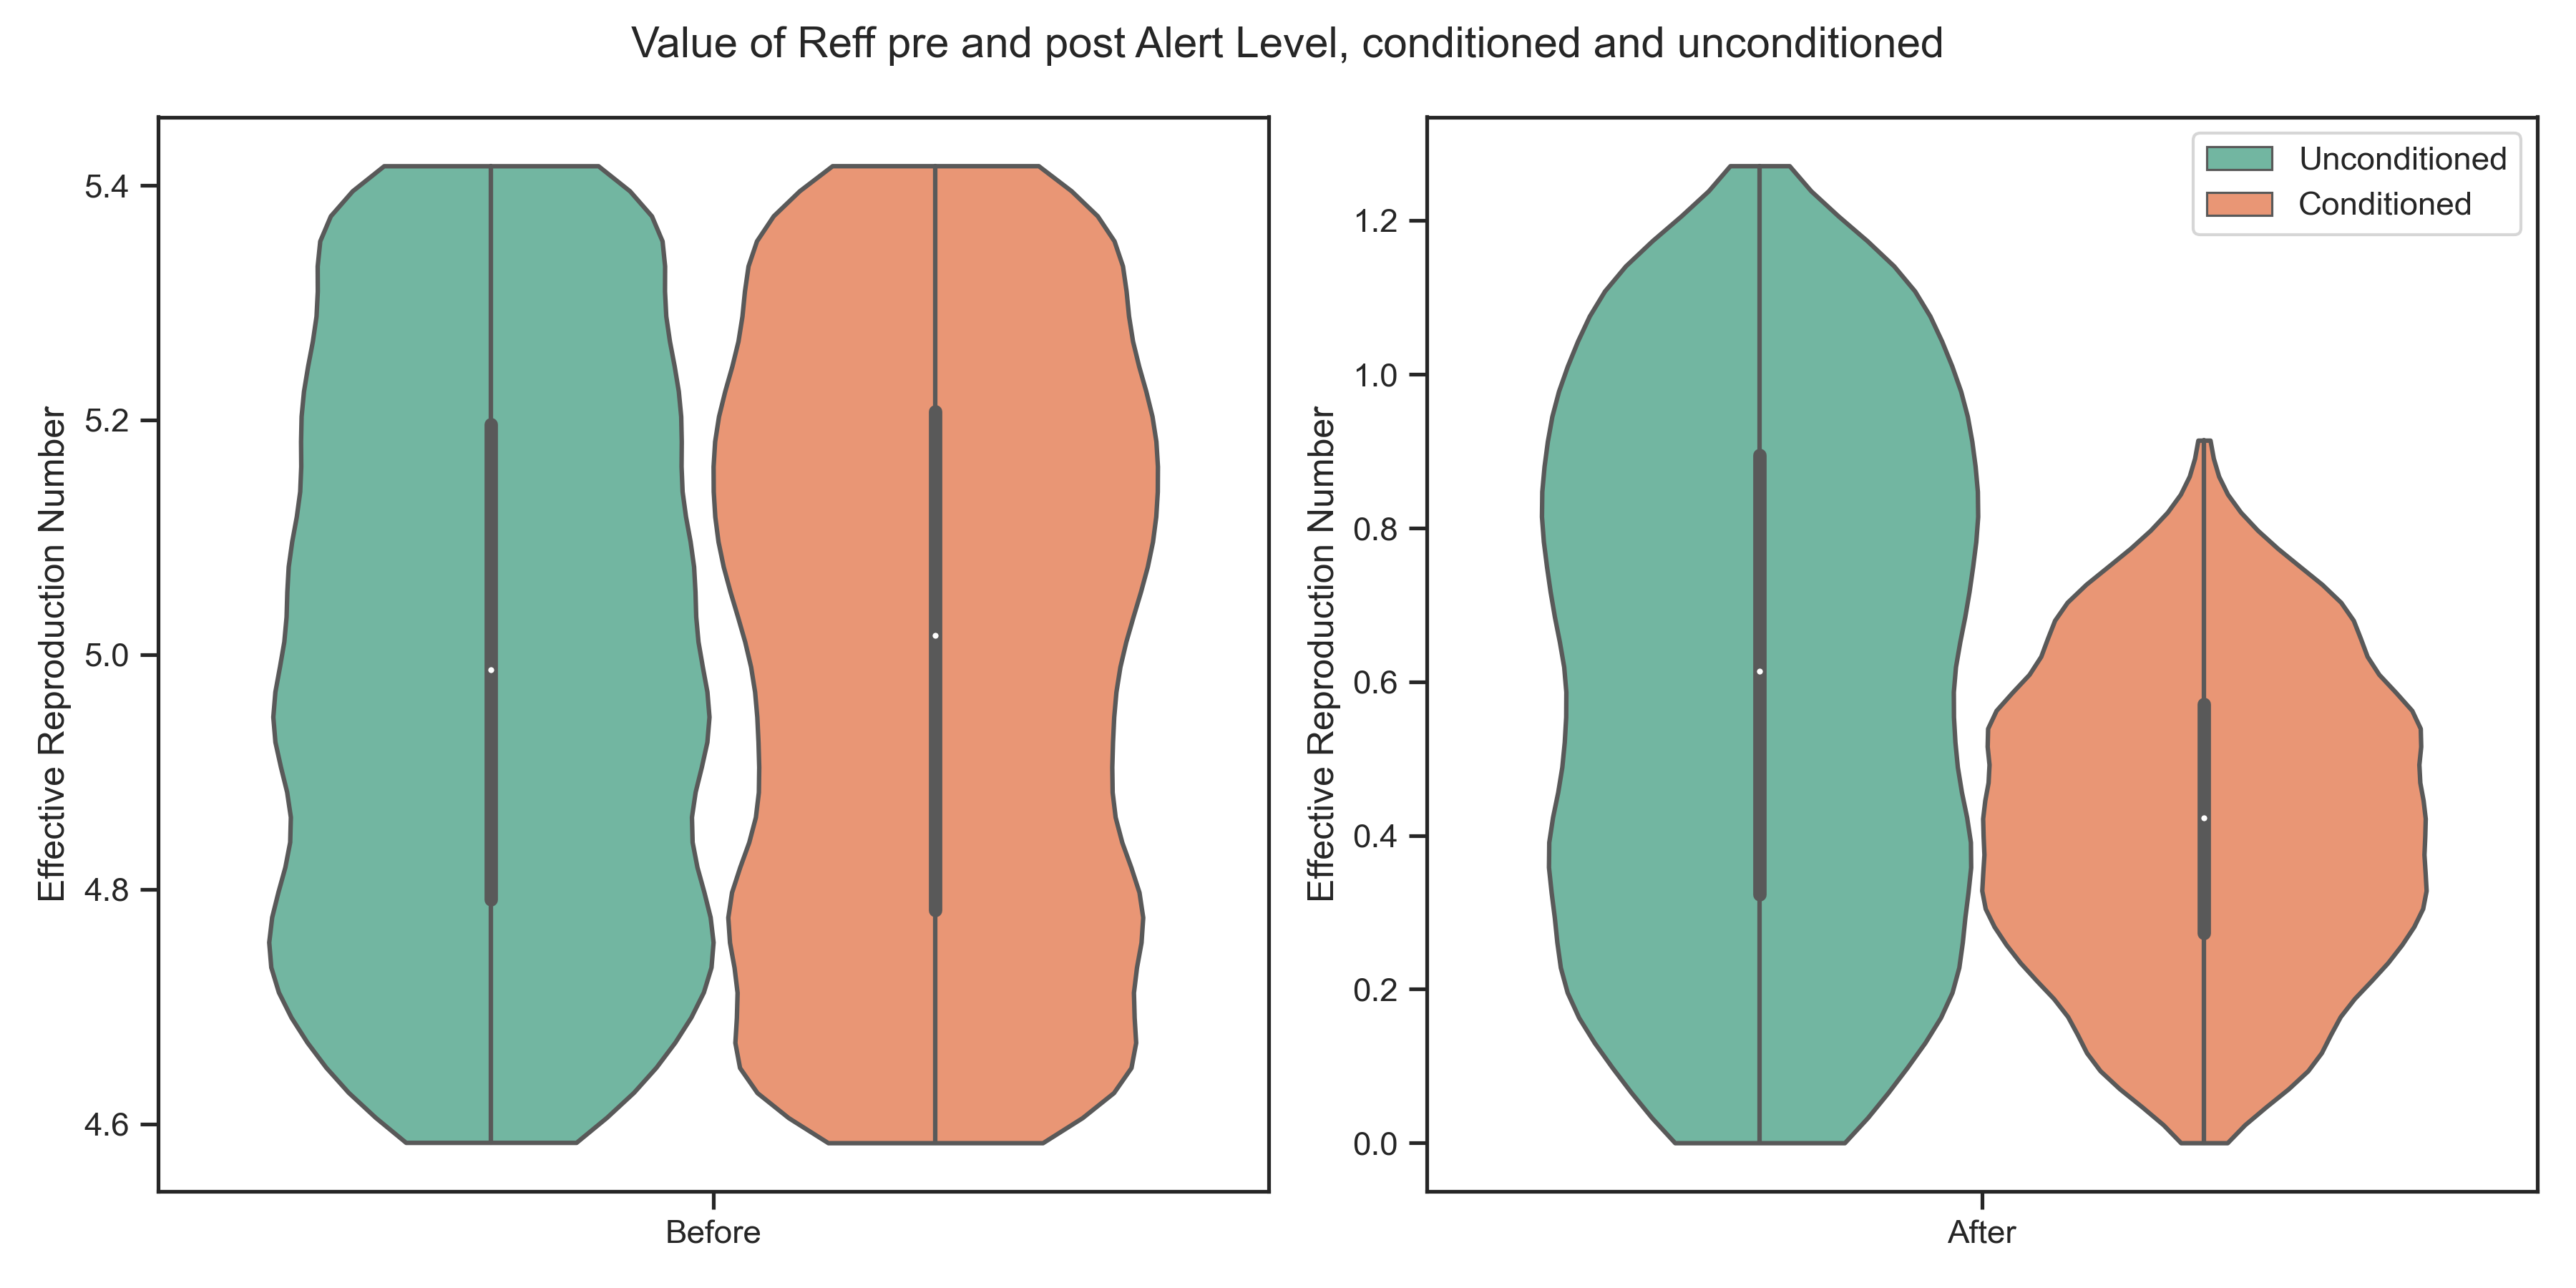 Value of Reff pre and post Alert Level, conditioned and unconditioned
Effective Reproduction Number
5.4
5.2
5.0
4.8
4.6
Before
Effective Reproduction Number
1.2
1.0
0.8
0.6
0.4
0.2
0.0
After
Unconditioned
Conditioned